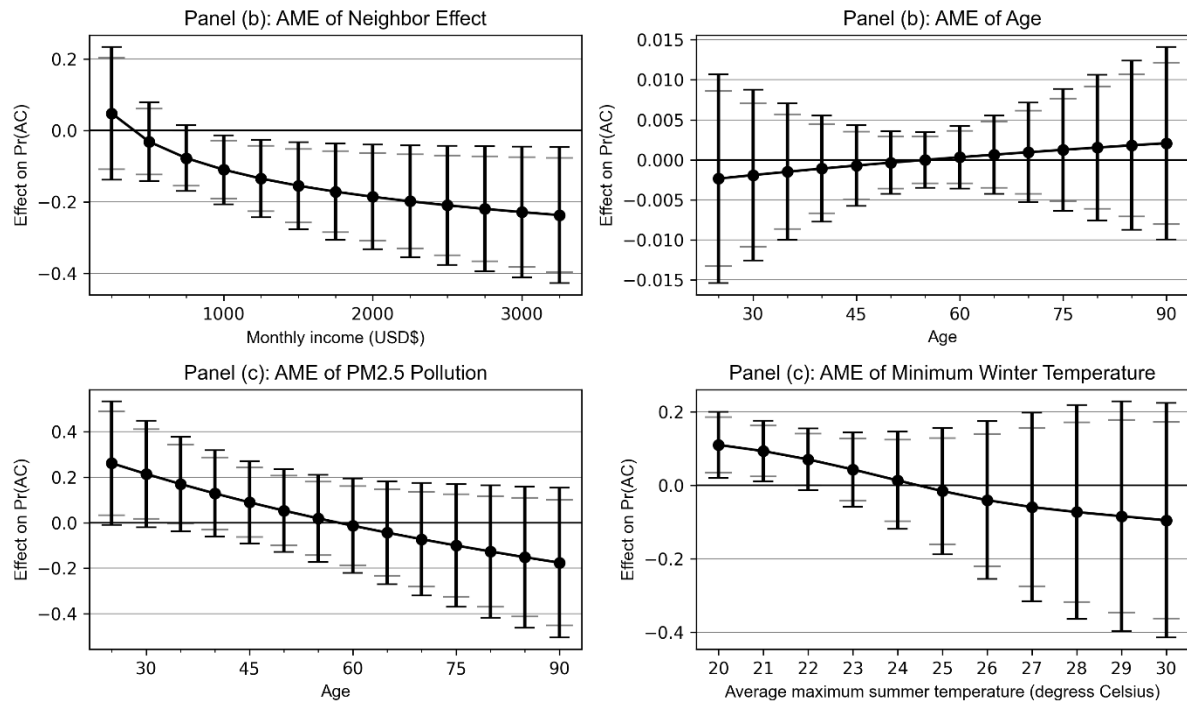 Panel (b): AME of Neighbor Effect
Effect on Pr(AC)
0.2
0.0
−0.2
−0.4
1000 2000 3000
Monthly income (USD$)
Panel (b): AME of Age
Effect on Pr(AC)
0.015
0.010
0.005
0.000
−0.005
−0.010
−0.015
30 45 60 75 90
Age
Panel (c): AME of PM2.5 Pollution
Effect on Pr(AC)
0.4
0.2
0.0
−0.2
−0.4
30 45 60 75 90
Age
Panel (c): AME of Minimum Winter Temperature
Effect on Pr(AC)
0.2
0.0
−0.2
−0.4
20 21 22 23 24 25 26 27 28 29 30
Average maximum summer temperature (degress Celsius)